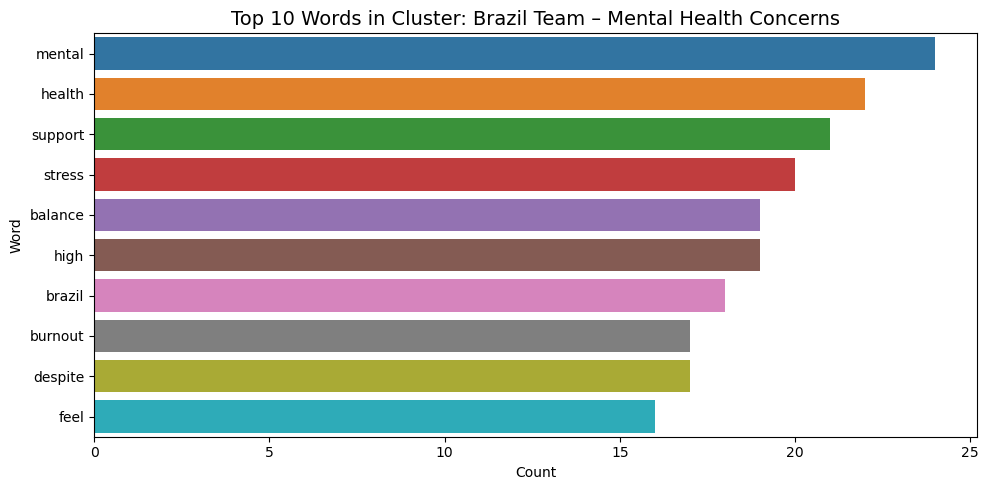 Top 10 Words in Cluster: Brazil Team – Mental Health Concerns
Word
mental
health
support
stress
balance
high
brazil
burnout
despite
feel
0 5 10 15 20 25
Count